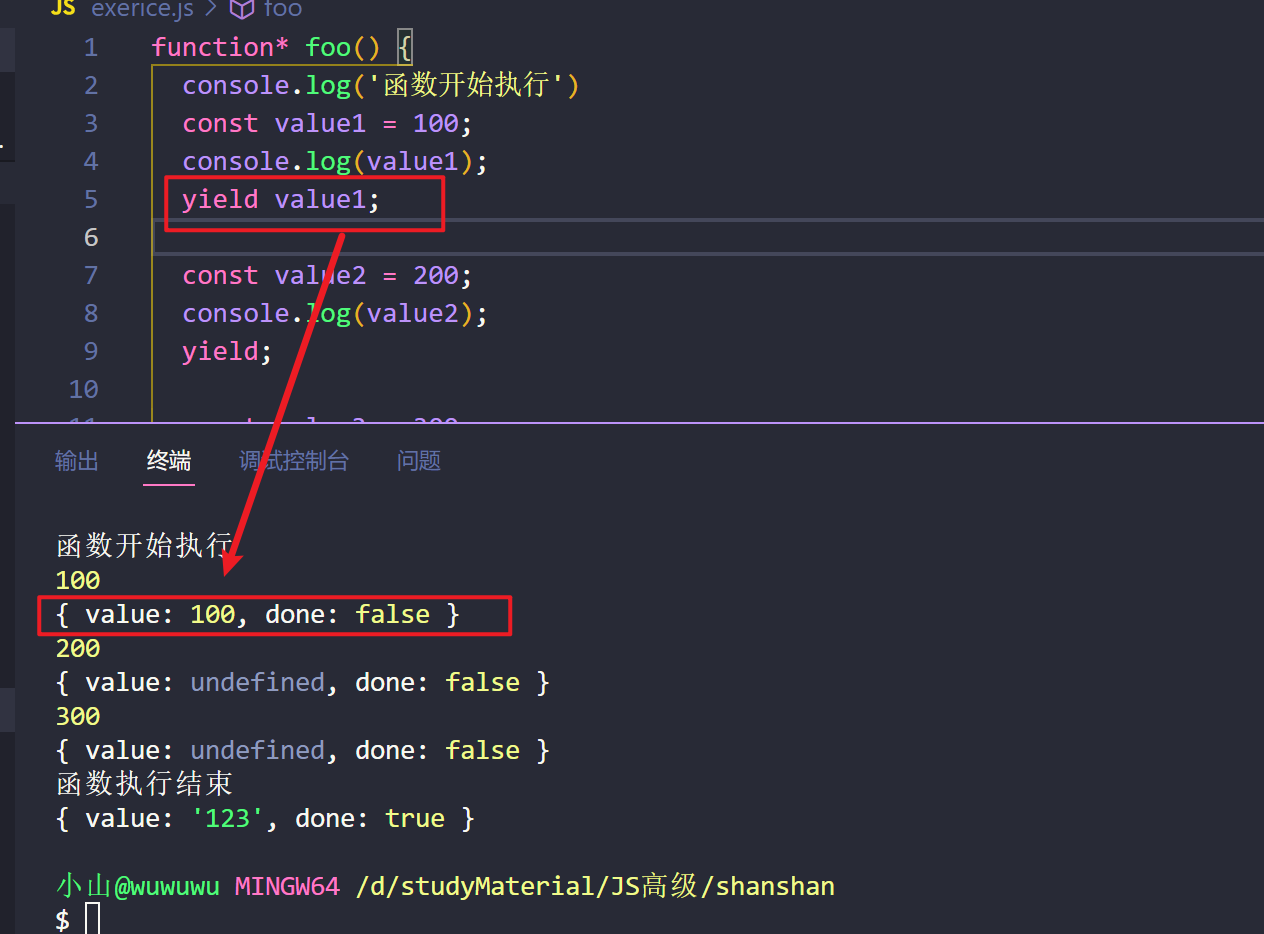 JS exerice.js > foo
1 function* foo() {
2 console.log('函数开始执行')
3 const value1 = 100;
4 console.log(value1);
5 yield value1;
6
7 const value2 = 200;
8 console.log(value2);
9 yield;
10
输出 终端 调试控制台 问题
函数开始执行
100
{ value: 100, done: false }
200
{ value: undefined, done: false }
300
{ value: undefined, done: false }
函数执行结束
{ value: '123', done: true }
小山@wuwuwu MINGW64 /d/studyMaterial/JS高级/shanshan
$